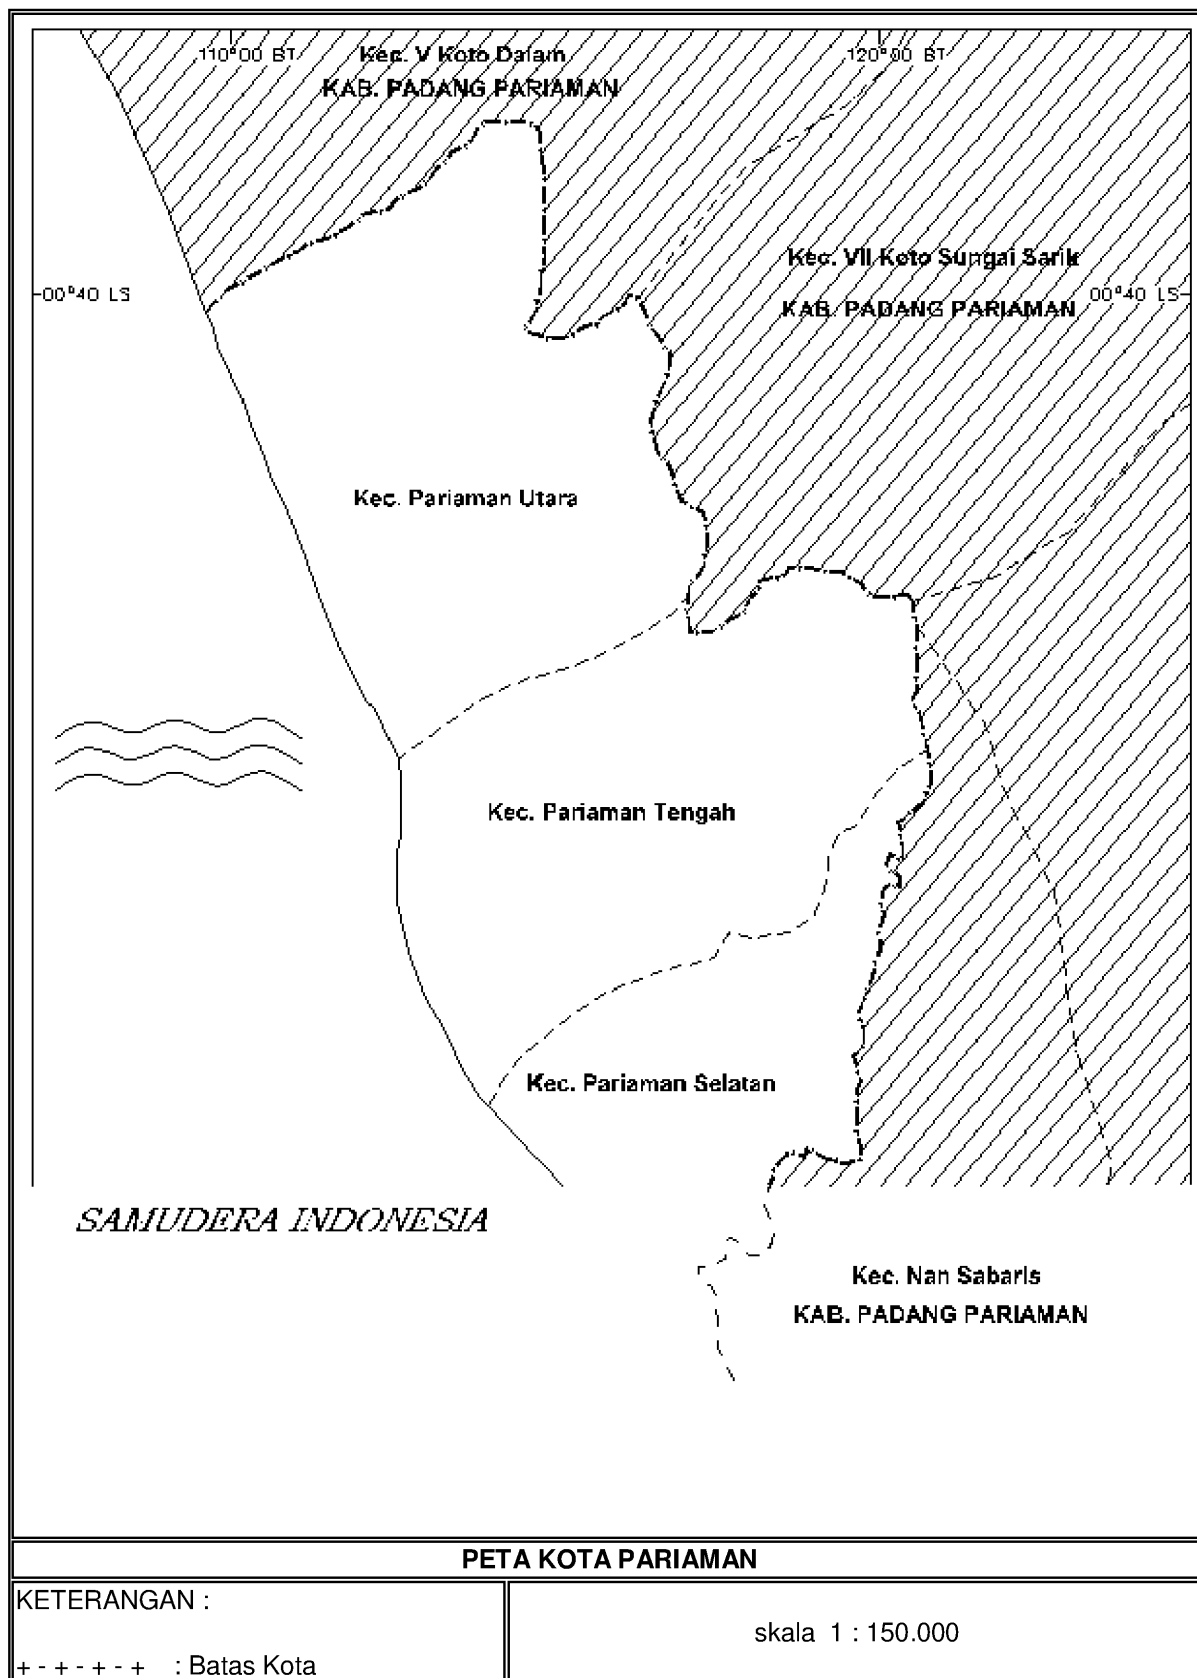 110°00 BT
Kec. V Koto Dalam
120°00 BT
KAB. PADANG PARIAMAN
Kec. VII Koto Sungai Sarik
00°40 LS
KAB. PADANG PARIAMAN
00°40 LS
Kec. Pariaman Utara
Kec. Pariaman Tengah
Kec. Pariaman Selatan
SAMUDERA INDONESIA
Kec. Nan Sabaris
KAB. PADANG PARIAMAN
PETA KOTA PARIAMAN
KETERANGAN :
skala 1 : 150.000
+ - + - + - + : Batas Kota